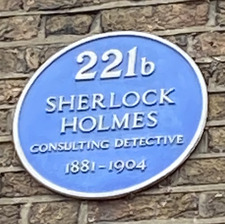 221b
SHERLOCK
HOLMES
CONSULTING DETECTIVE
1881-1904